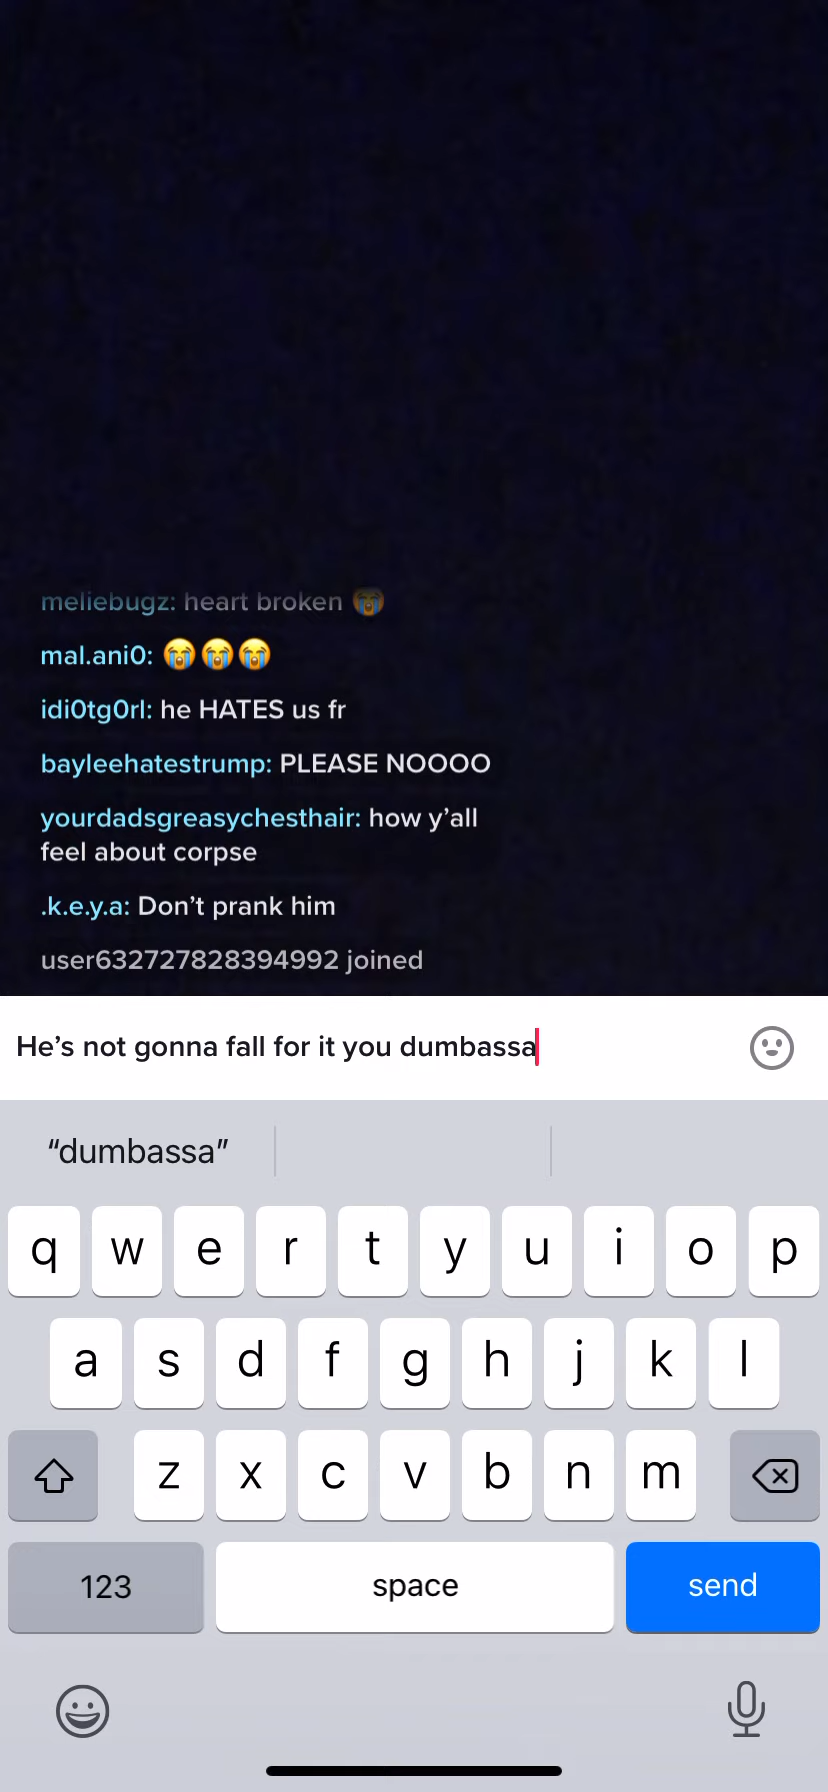 meliebugz: heart broken 😭
mal.ani0: 😭😭😭
idi0tg0rl: he HATES us fr
bayleehatestrump: PLEASE NOOOO
yourdadsgreasychesthair: how y’all
feel about corpse
.k.e.y.a: Don’t prank him
user632727828394992 joined
He’s not gonna fall for it you dumbassa
“dumbassa”
q w e r t y u i o p
a s d f g h j k l
z x c v b n m
123 space send